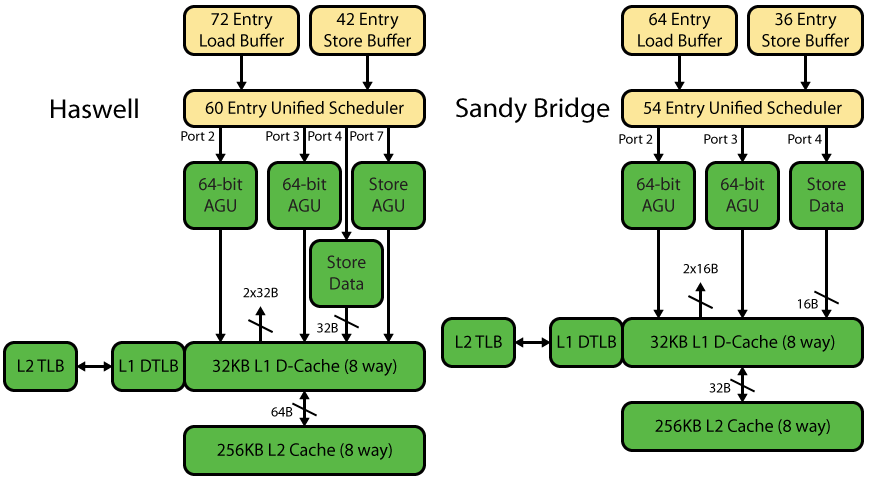 72 Entry
Load Buffer
42 Entry
Store Buffer
Haswell
60 Entry Unified Scheduler
Port 2
Port 3
Port 4
Port 7
64-bit
AGU
64-bit
AGU
Store
AGU
Store
Data
2x32B
32B
L2 TLB
L1 DTLB
32KB L1 D-Cache (8 way)
64B
256KB L2 Cache (8 way)
64 Entry
Load Buffer
36 Entry
Store Buffer
Sandy Bridge
54 Entry Unified Scheduler
Port 2
Port 3
Port 4
64-bit
AGU
64-bit
AGU
Store
Data
2x16B
16B
L2 TLB
L1 DTLB
32KB L1 D-Cache (8 way)
32B
256KB L2 Cache (8 way)